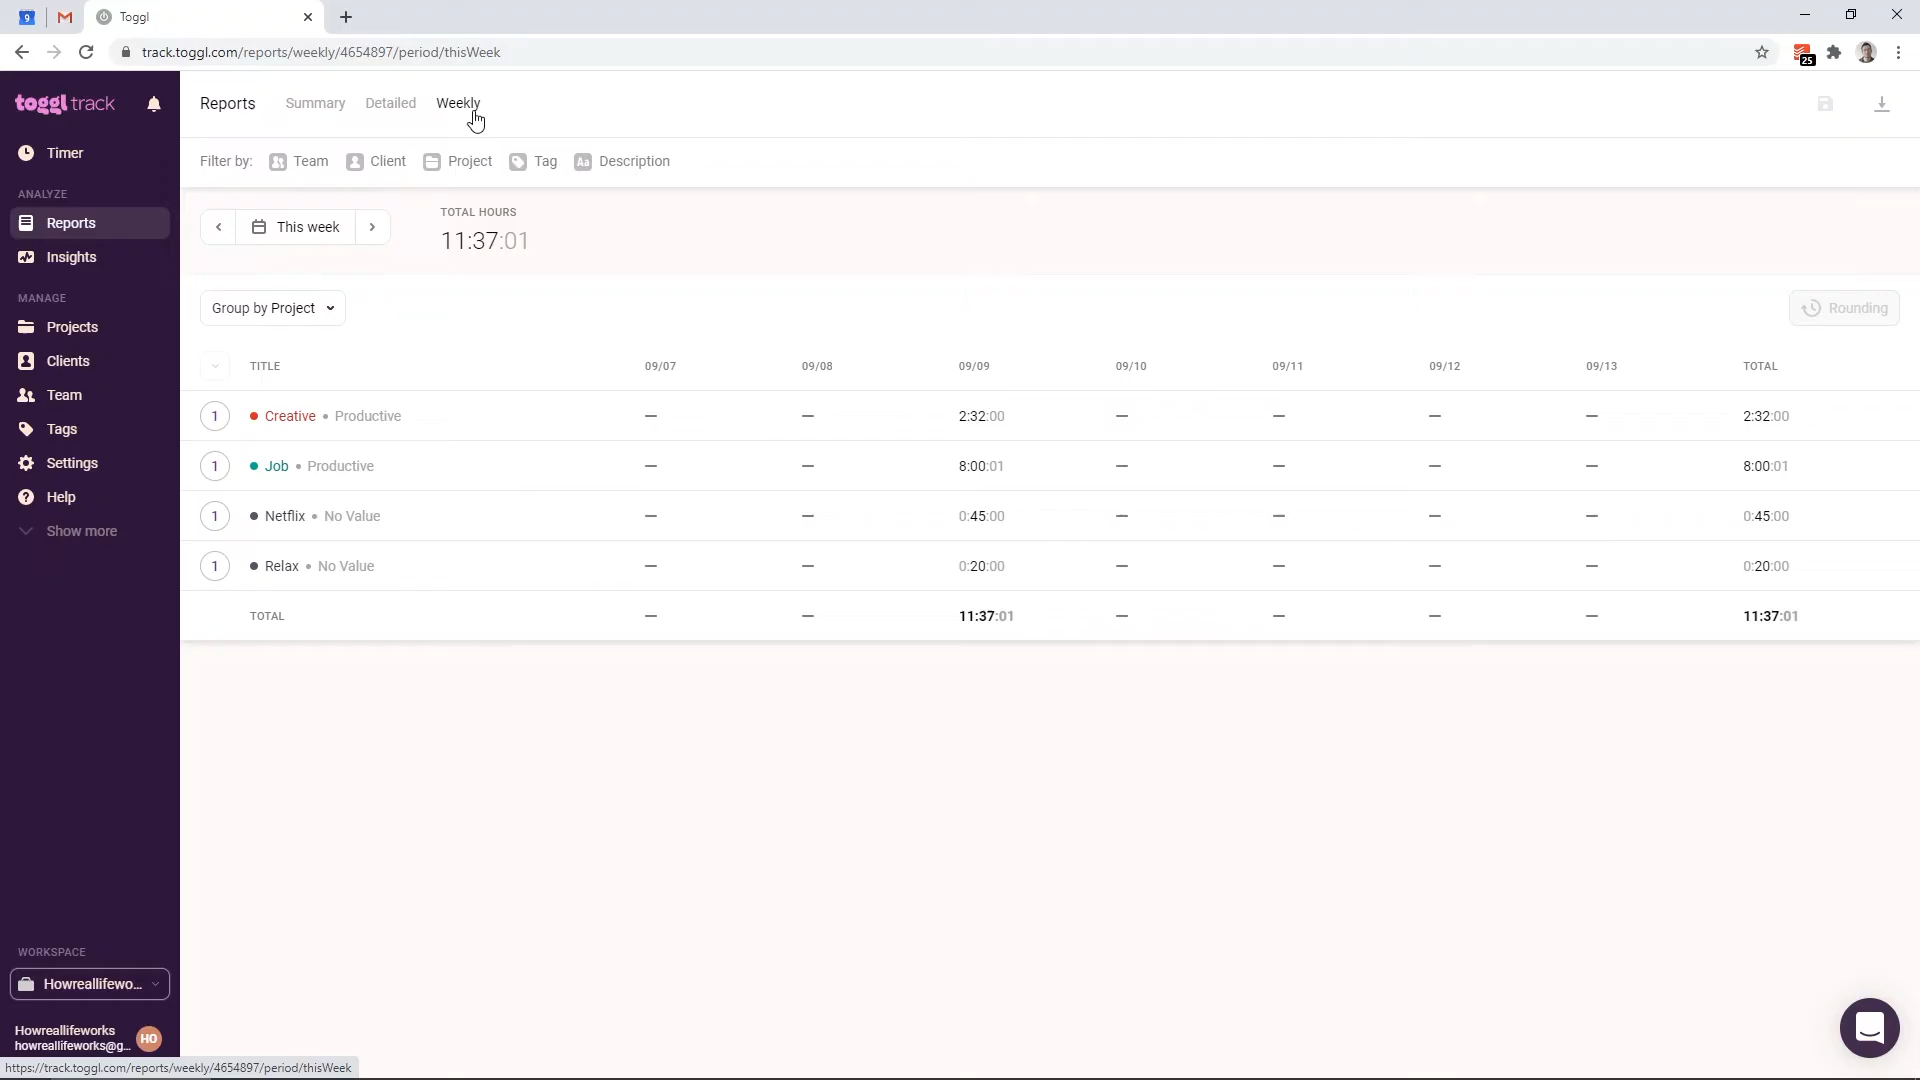 9
Toggl
track.toggl.com/reports/weekly/4654897/period/thisWeek
25
toggl track
Reports
Summary
Detailed
Weekly
Timer
Filter by:
Team
Client
Project
Aa
Tag
Description
ANALYZE
Reports
Insights
This week
TOTAL HOURS
11:37:01
MANAGE
Projects
Clients
Team
Tags
Settings
Help
Show more
Group by Project
Rounding
TITLE 09/07 09/08 09/09 09/10 09/11 09/12 09/13 TOTAL
1 Creative • Productive — — 2:32:00 — — — — 2:32:00
1 Job • Productive — — 8:00:01 — — — — 8:00:01
1 Netflix • No Value — — 0:45:00 — — — — 0:45:00
1 Relax • No Value — — 0:20:00 — — — — 0:20:00
TOTAL — — 11:37:01 — — — — 11:37:01
WORKSPACE
Howreallifewo...
Howreallifeworks
howreallifeworks@g...
HO
https://track.toggl.com/reports/weekly/4654897/period/thisWeek